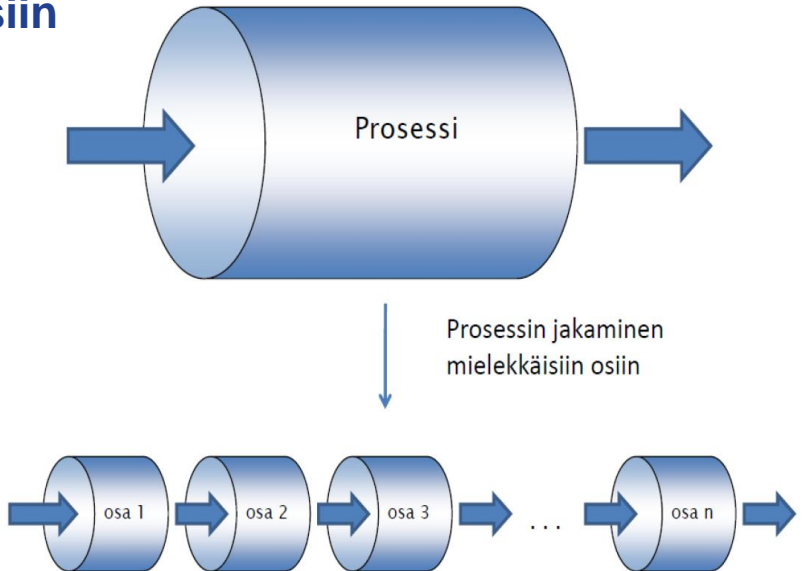 siin
Prosessi
Prosessin jakaminen
mielekkäisiin osiin
osa 1 osa 2 osa 3 . . . osa n